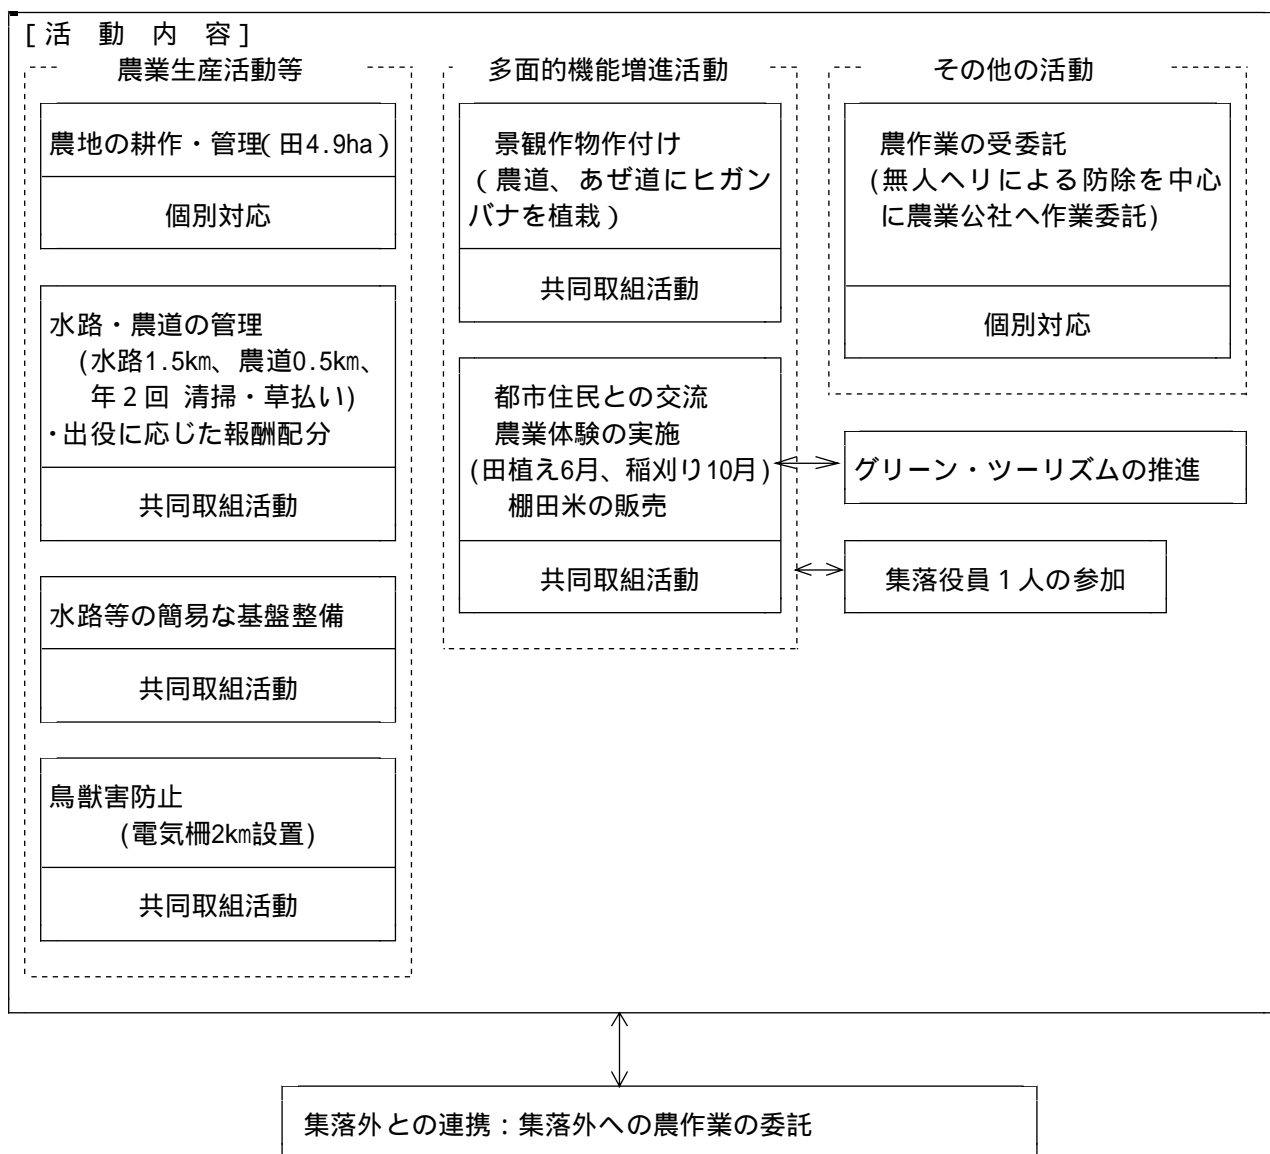 [活動内容]
農業生産活動等
農地の耕作・管理(田4.9ha)
個別対応
水路・農道の管理
(水路1.5㎞、農道0.5㎞、
年2回 清掃・草払い)
・出役に応じた報酬配分
共同取組活動
水路等の簡易な基盤整備
共同取組活動
鳥獣害防止
(電気柵2㎞設置)
共同取組活動
多面的機能増進活動
景観作物作付け
(農道、あぜ道にヒガン
バナを植栽)
共同取組活動
都市住民との交流
農業体験の実施
(田植え6月、稲刈り10月)
棚田米の販売
共同取組活動
その他の活動
農作業の受委託
(無人ヘリによる防除を中心
に農業公社へ作業委託)
個別対応
グリーン・ツーリズムの推進
集落役員1人の参加
集落外との連携:集落外への農作業の委託